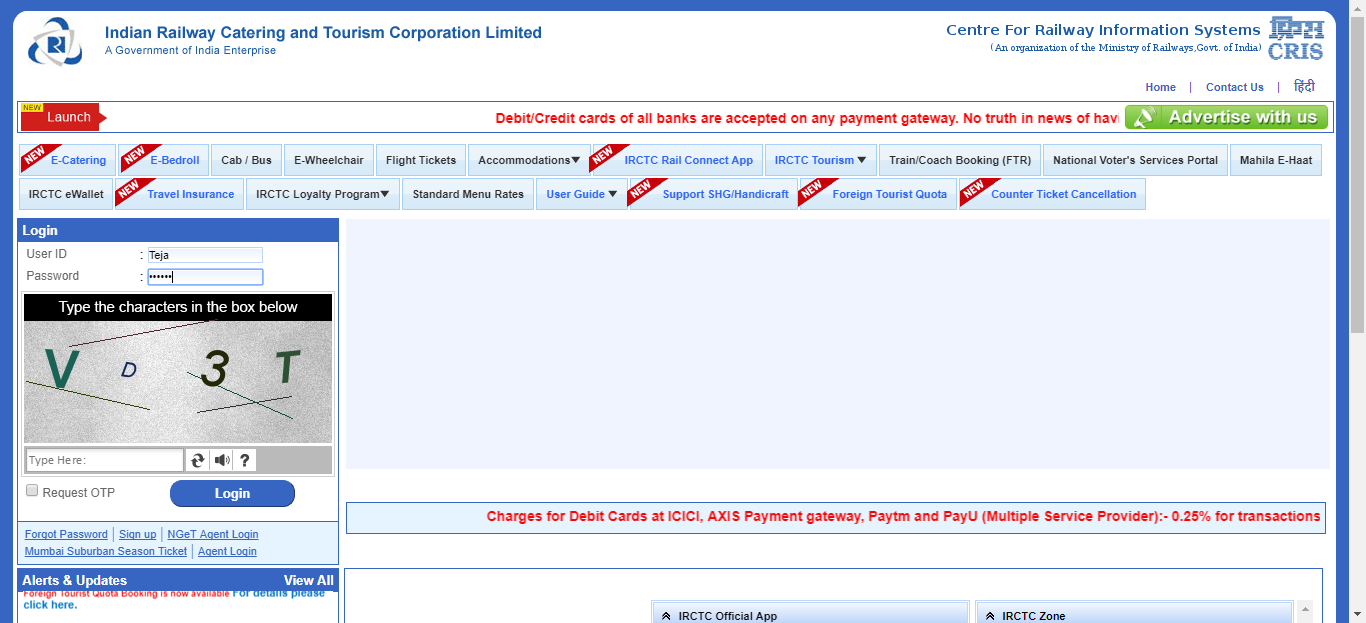 Indian Railway Catering and Tourism Corporation Limited
A Government of India Enterprise
Centre For Railway Information Systems
(An organization of the Ministry of Railways,Govt. of India)
CRIS
Home | Contact Us | हिंदी
NEW
Launch
Debit/Credit cards of all banks are accepted on any payment gateway. No truth in news of havi
Advertise with us
NEW E-Catering NEW E-Bedroll Cab / Bus E-Wheelchair Flight Tickets Accommodations▼ NEW IRCTC Rail Connect App IRCTC Tourism ▼ Train/Coach Booking (FTR) National Voter's Services Portal Mahila E-Haat
IRCTC eWallet NEW Travel Insurance IRCTC Loyalty Program▼ Standard Menu Rates User Guide ▼ NEW Support SHG/Handicraft NEW Foreign Tourist Quota NEW Counter Ticket Cancellation
Login
User ID : Teja
Password : ••••••
Type the characters in the box below
V D 3 T
Type Here:
?
Request OTP
Login
Forgot Password | Sign up | NGeT Agent Login
Mumbai Suburban Season Ticket | Agent Login
Charges for Debit Cards at ICICI, AXIS Payment gateway, Paytm and PayU (Multiple Service Provider):- 0.25% for transactions
Alerts & Updates View All
Foreign Tourist Quota Booking is now available For details please
click here.
IRCTC Official App
IRCTC Zone